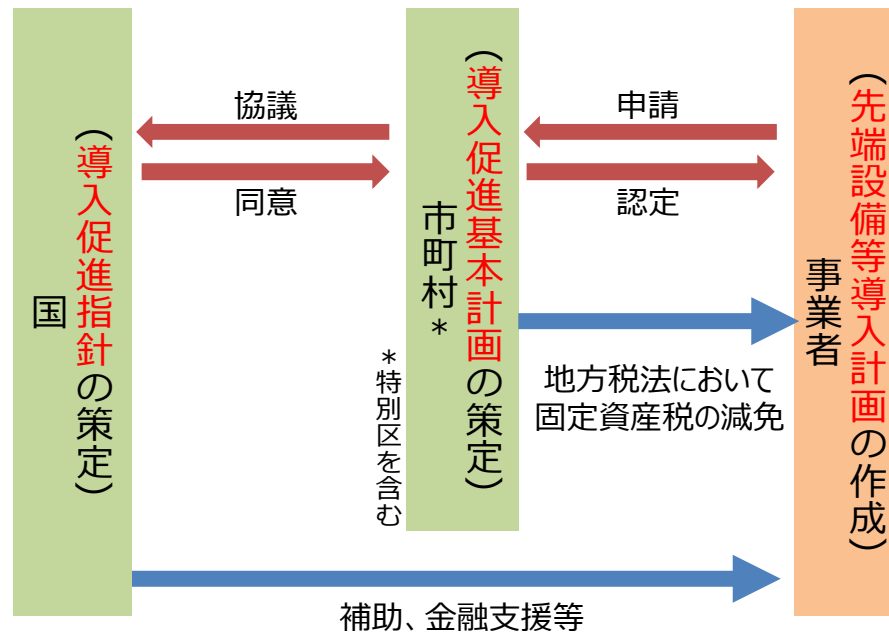 国
（導入促進指針の策定）
協議
同意
市町村＊
（導入促進基本計画の策定）
＊特別区を含む
申請
認定
地方税法において
固定資産税の減免
事業者
（先端設備等導入計画の作成）
補助、金融支援等